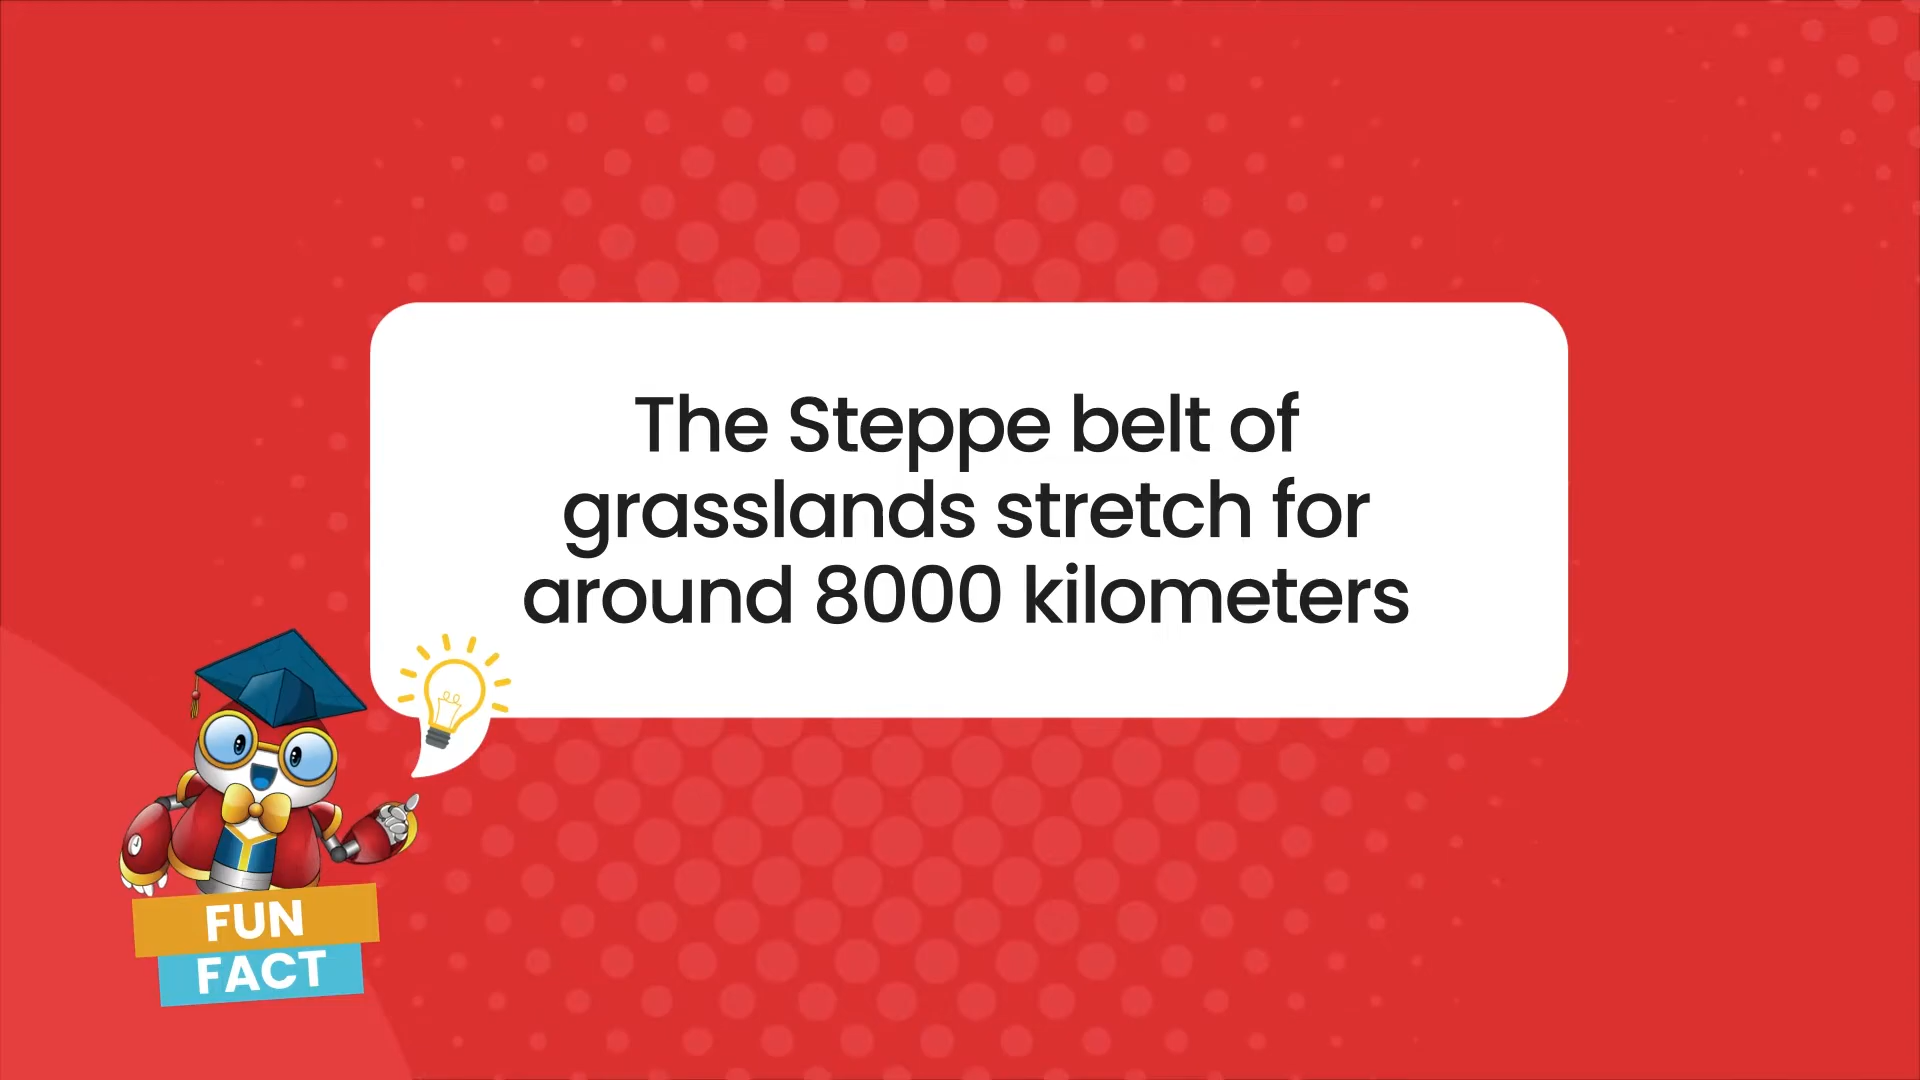 The Steppe belt of
grasslands stretch for
around 8000 kilometers
FUN
FACT